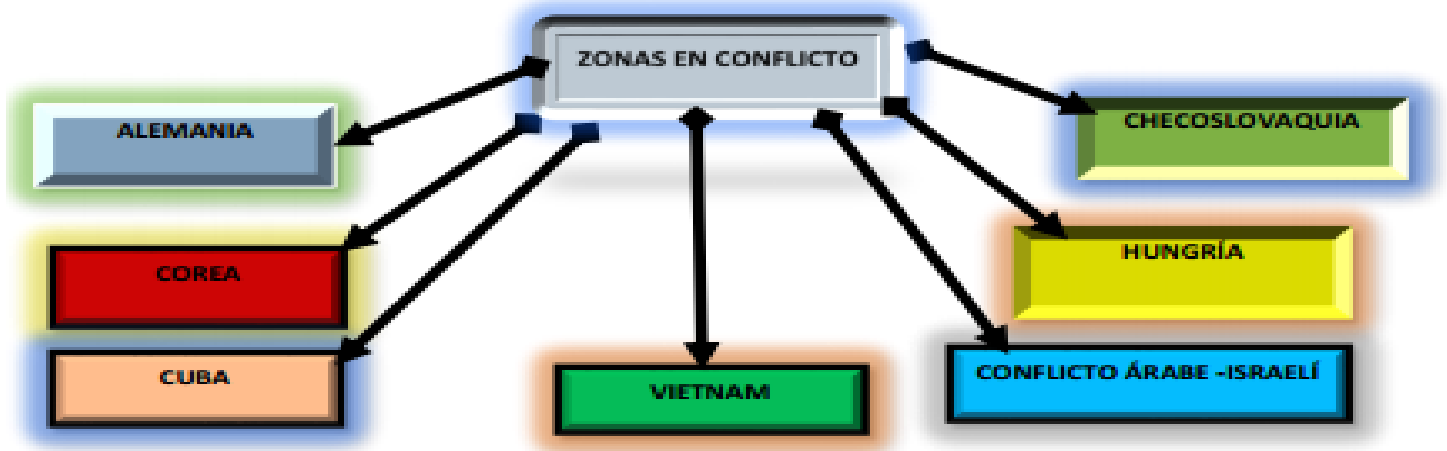 ZONAS EN CONFLICTO
ALEMANIA
CHECOSLOVAQUIA
COREA
HUNGRÍA
CUBA
VIETNAM
CONFLICTO ÁRABE -ISRAELÍ